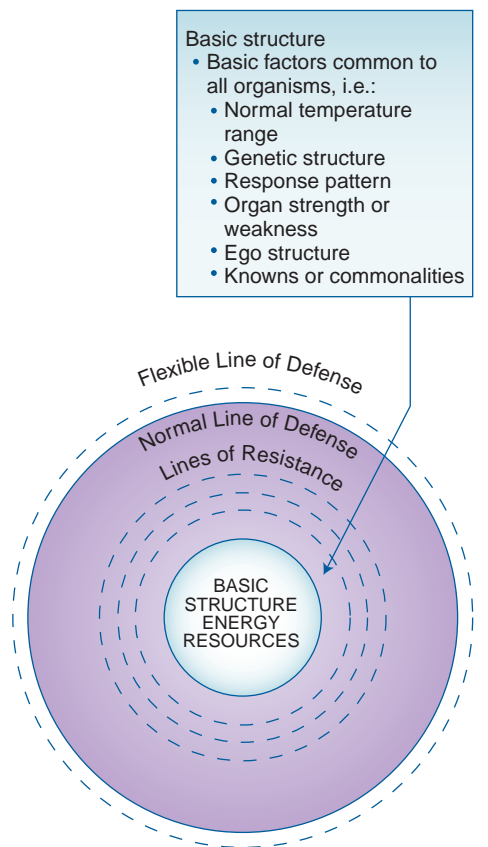 Basic structure
• Basic factors common to
all organisms, i.e.:
• Normal temperature
range
• Genetic structure
• Response pattern
• Organ strength or
weakness
• Ego structure
• Knowns or commonalities
Flexible Line of Defense
Normal Line of Defense
Lines of Resistance
BASIC
STRUCTURE
ENERGY
RESOURCES